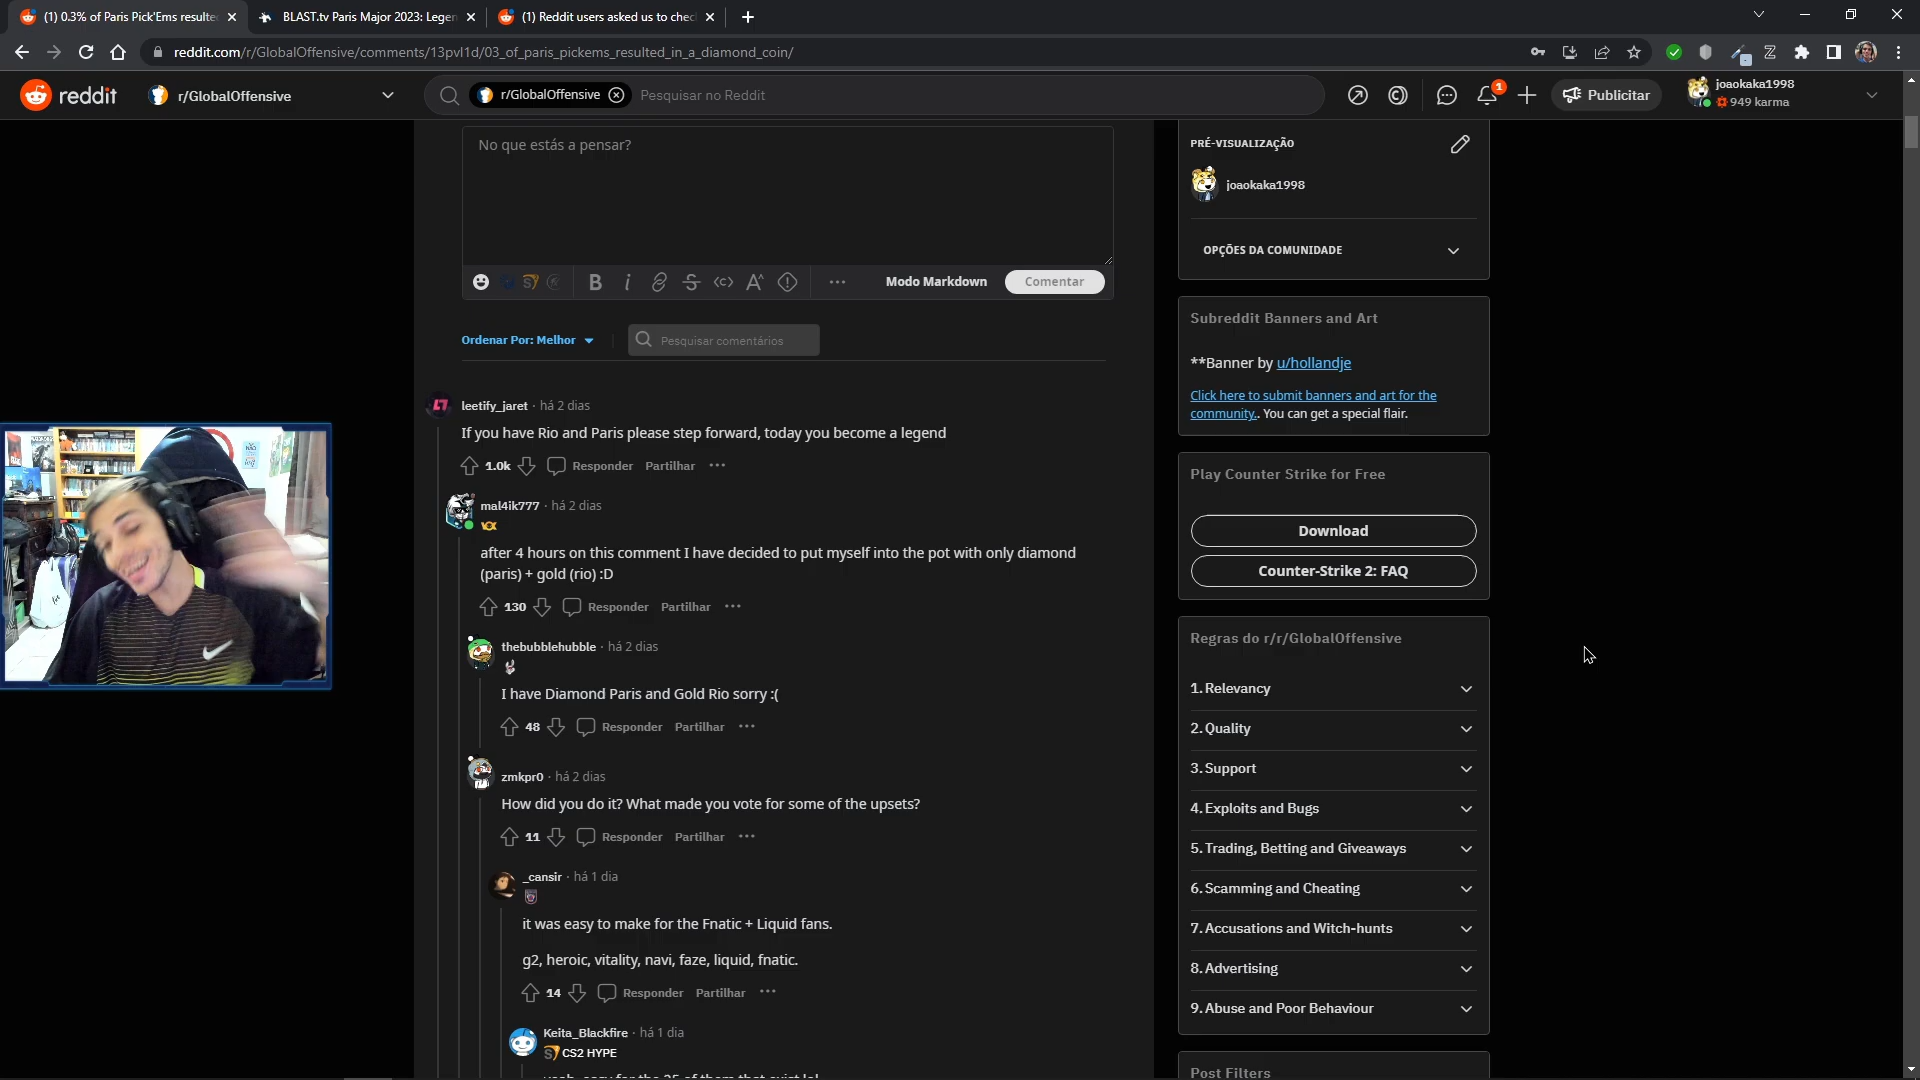 (1) 0.3% of Paris Pick'Ems resulte
BLAST.tv Paris Major 2023: Legen
(1) Reddit users asked us to chec
reddit.com/r/GlobalOffensive/comments/13pvl1d/03_of_paris_pickems_resulted_in_a_diamond_coin/
reddit
r/GlobalOffensive
r/GlobalOffensive
Pesquisar no Reddit
1
Publicitar
joaokaka1998
949 karma
No que estás a pensar?
Modo Markdown
Comentar
Ordenar Por: Melhor
Pesquisar comentários
leetify_jaret · há 2 dias
If you have Rio and Paris please step forward, today you become a legend
1.0k
Responder
Partilhar
mal4ik777 · há 2 dias
after 4 hours on this comment I have decided to put myself into the pot with only diamond
(paris) + gold (rio) :D
130
Responder
Partilhar
thebubblehubble · há 2 dias
I have Diamond Paris and Gold Rio sorry :(
48
Responder
Partilhar
zmkpr0 · há 2 dias
How did you do it? What made you vote for some of the upsets?
11
Responder
Partilhar
_cansir · há 1 dia
it was easy to make for the Fnatic + Liquid fans.
g2, heroic, vitality, navi, faze, liquid, fnatic.
14
Responder
Partilhar
Keita_Blackfire · há 1 dia
CS2 HYPE
PRÉ-VISUALIZAÇÃO
joaokaka1998
OPÇÕES DA COMUNIDADE
Subreddit Banners and Art
**Banner by u/hollandje
Click here to submit banners and art for the
community.. You can get a special flair.
Play Counter Strike for Free
Download
Counter-Strike 2: FAQ
Regras do r/r/GlobalOffensive
1. Relevancy
2. Quality
3. Support
4. Exploits and Bugs
5. Trading, Betting and Giveaways
6. Scamming and Cheating
7. Accusations and Witch-hunts
8. Advertising
9. Abuse and Poor Behaviour
Post Filters